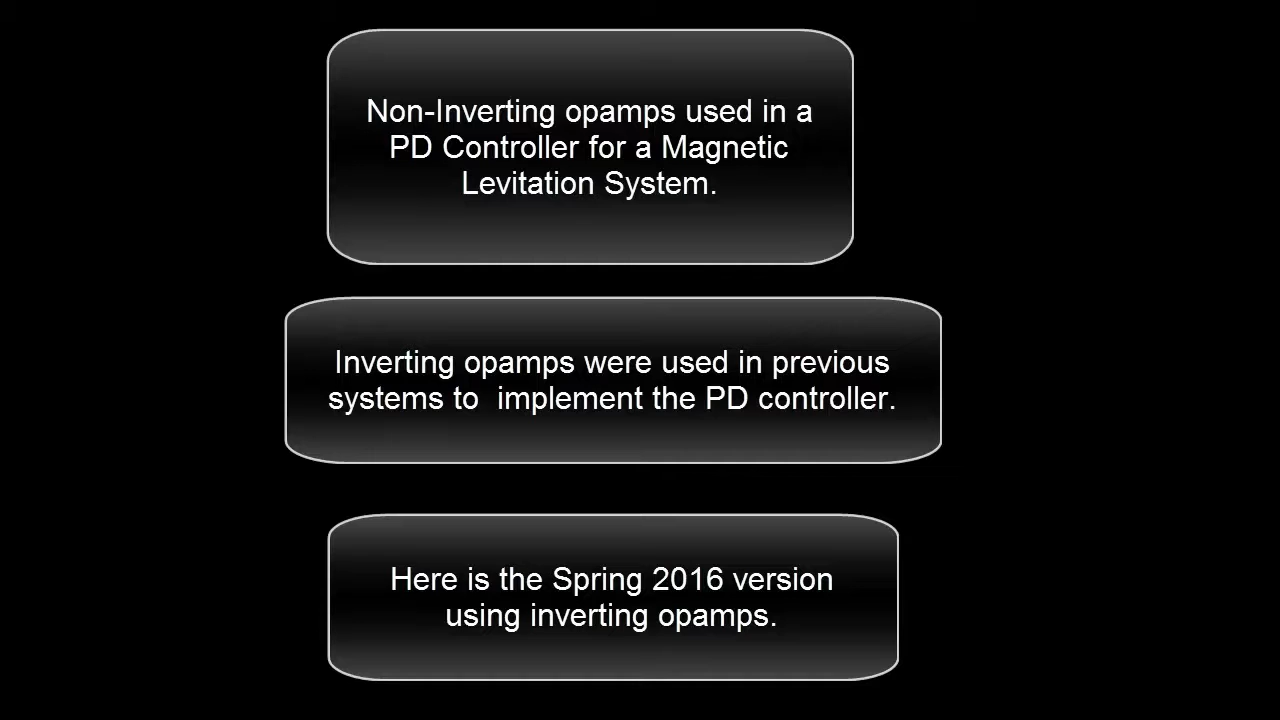 Non-Inverting opamps used in a
PD Controller for a Magnetic
Levitation System.
Inverting opamps were used in previous
systems to  implement the PD controller.
Here is the Spring 2016 version
using inverting opamps.